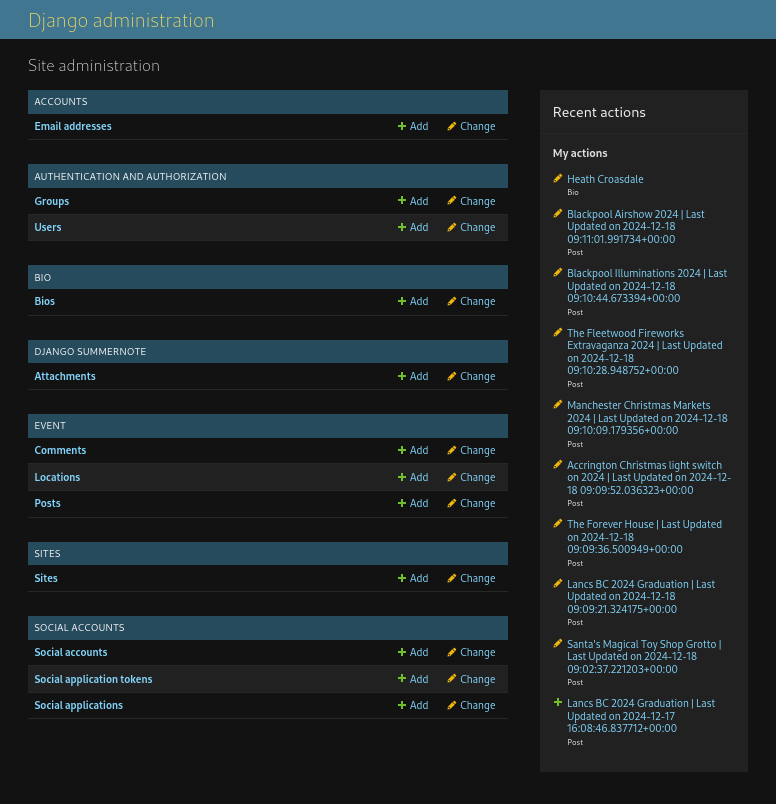 Django administration
Site administration
ACCOUNTS
Email addresses Add Change
AUTHENTICATION AND AUTHORIZATION
Groups Add Change
Users Add Change
BIO
Bios Add Change
DJANGO SUMMERNOTE
Attachments Add Change
EVENT
Comments Add Change
Locations Add Change
Posts Add Change
SITES
Sites Add Change
SOCIAL ACCOUNTS
Social accounts Add Change
Social application tokens Add Change
Social applications Add Change
Recent actions
My actions
Heath Croasdale
Bio
Blackpool Airshow 2024 | Last
Updated on 2024-12-18
09:11:01.991734+00:00
Post
Blackpool Illuminations 2024 | Last
Updated on 2024-12-18
09:10:44.673394+00:00
Post
The Fleetwood Fireworks
Extravaganza 2024 | Last Updated
on 2024-12-18
09:10:28.948752+00:00
Post
Manchester Christmas Markets
2024 | Last Updated on 2024-12-18
09:10:09.179356+00:00
Post
Accrington Christmas light switch
on 2024 | Last Updated on 2024-12-
18 09:09:52.036323+00:00
Post
The Forever House | Last Updated
on 2024-12-18
09:09:36.500949+00:00
Post
Lancs BC 2024 Graduation | Last
Updated on 2024-12-18
09:09:21.324175+00:00
Post
Santa's Magical Toy Shop Grotto |
Last Updated on 2024-12-18
09:02:37.221203+00:00
Post
Lancs BC 2024 Graduation | Last
Updated on 2024-12-17
16:08:46.837712+00:00
Post